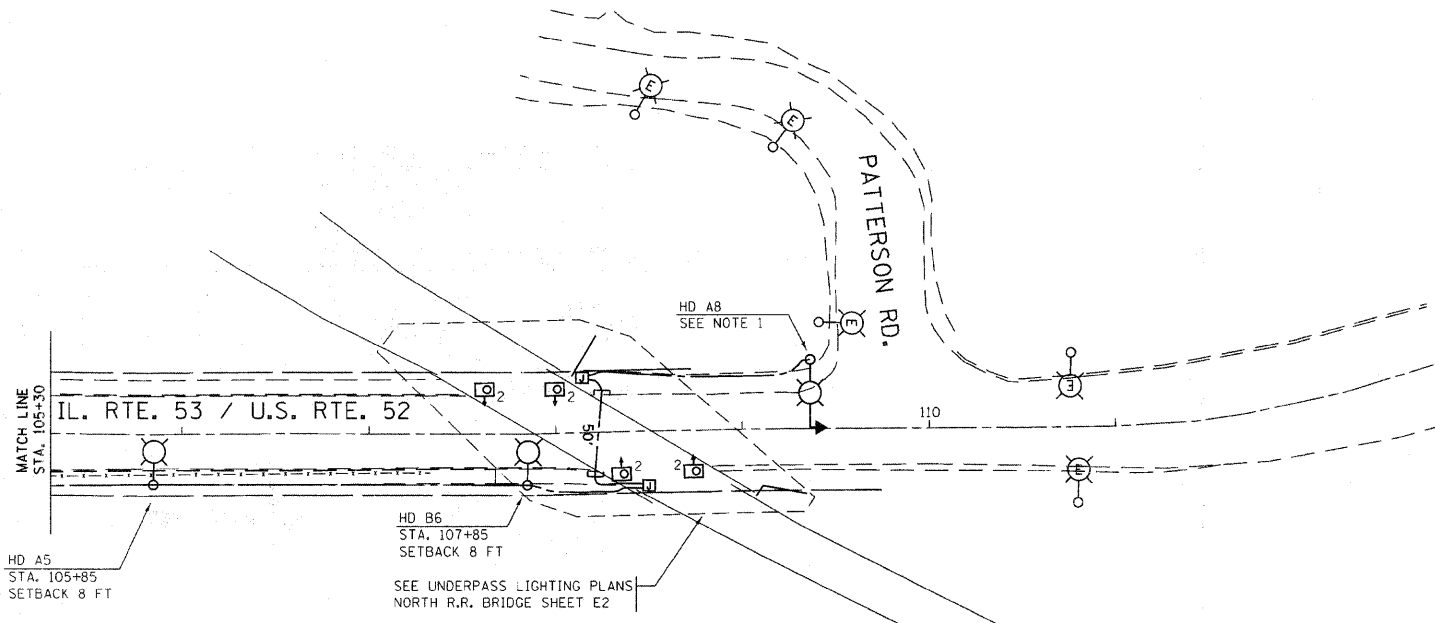 E
E
PATTERSON RD.
HD A8
SEE NOTE 1
E
MATCH LINE
STA. 105+30
IL. RTE. 53 / U.S. RTE. 52
2
2
J
50'
110
E
2
2
J
E
HD A5
STA. 105+85
SETBACK 8 FT
HD B6
STA. 107+85
SETBACK 8 FT
SEE UNDERPASS LIGHTING PLANS
NORTH R.R. BRIDGE SHEET E2